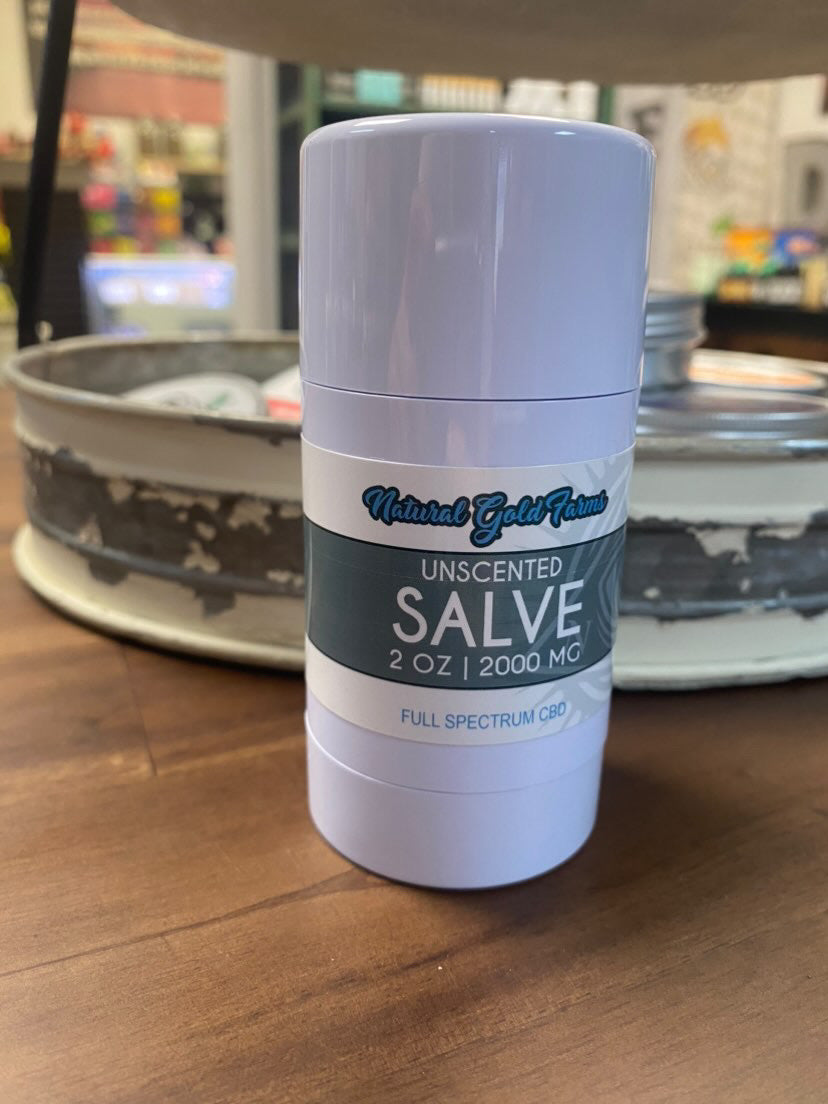 Natural Gold Farms
UNSCENTED
SALVE
2 OZ | 2000 MG
FULL SPECTRUM CBD